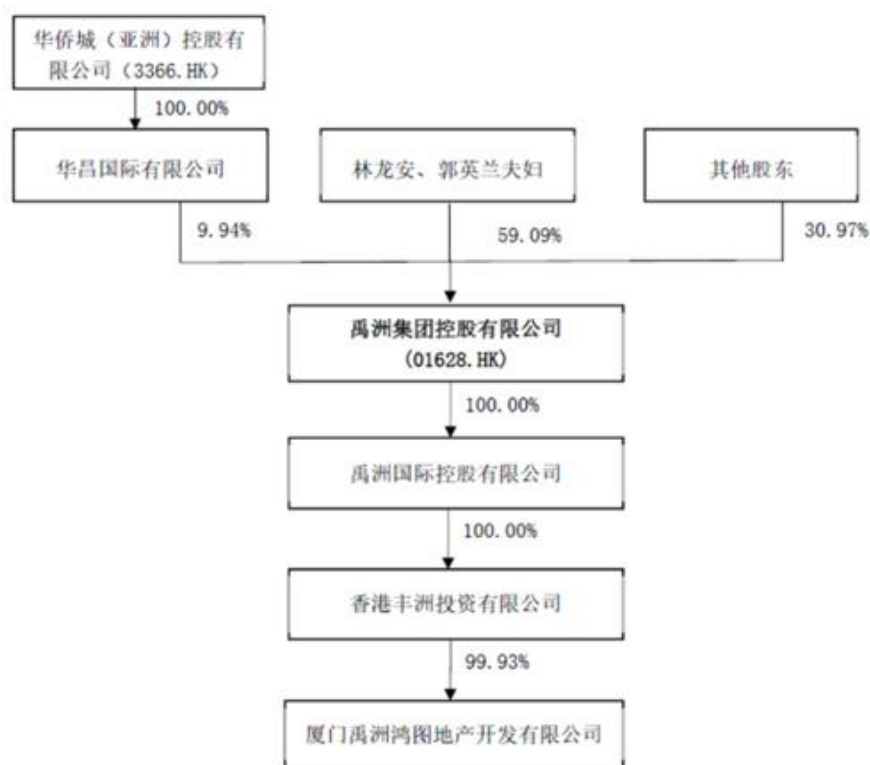 华侨城（亚洲）控股有
限公司（3366.HK）
100.00%
华昌国际有限公司
林龙安、郭英兰夫妇
其他股东
9.94%
59.09%
30.97%
禹洲集团控股有限公司
(01628.HK)
100.00%
禹洲国际控股有限公司
100.00%
香港丰洲投资有限公司
99.93%
厦门禹洲鸿图地产开发有限公司